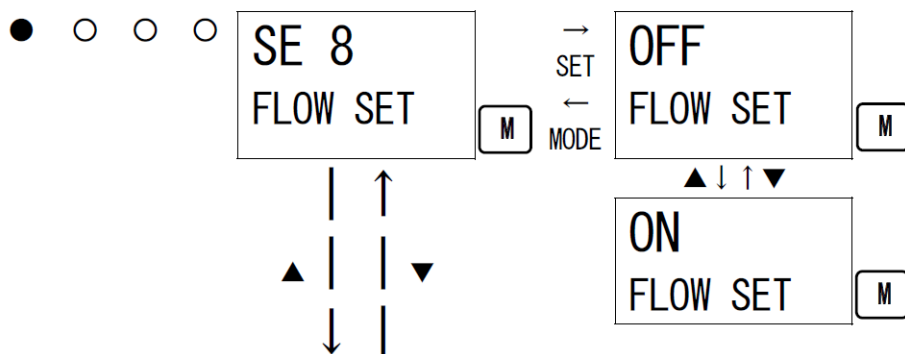 ● ○ ○ ○
SE 8
FLOW SET
M
→
SET
←
MODE
OFF
FLOW SET
M
▲↓↑▼
ON
FLOW SET
M
▲ ↓ ↑ ▼